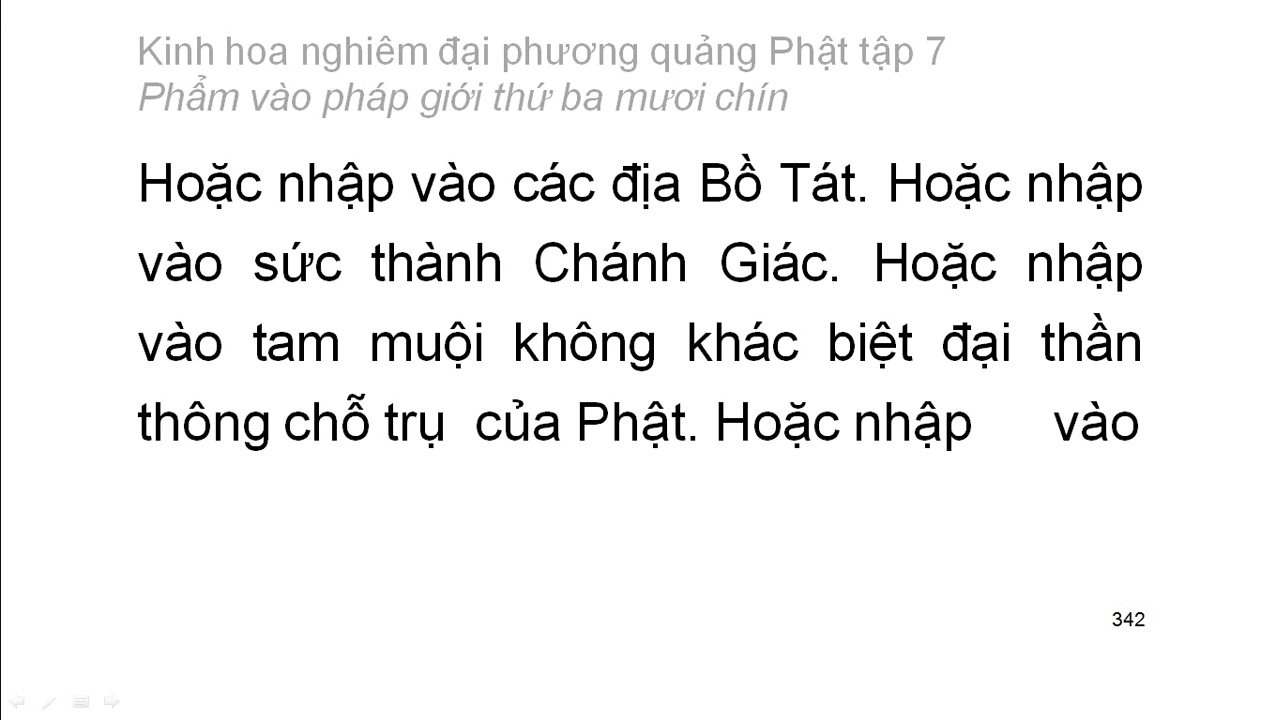 Kinh hoa nghiêm đại phương quảng Phật tập 7
Phẩm vào pháp giới thứ ba mươi chín
Hoặc nhập vào các địa Bồ Tát. Hoặc nhập
vào sức thành Chánh Giác. Hoặc nhập
vào tam muội không khác biệt đại thần
thông chỗ trụ của Phật. Hoặc nhập vào
342